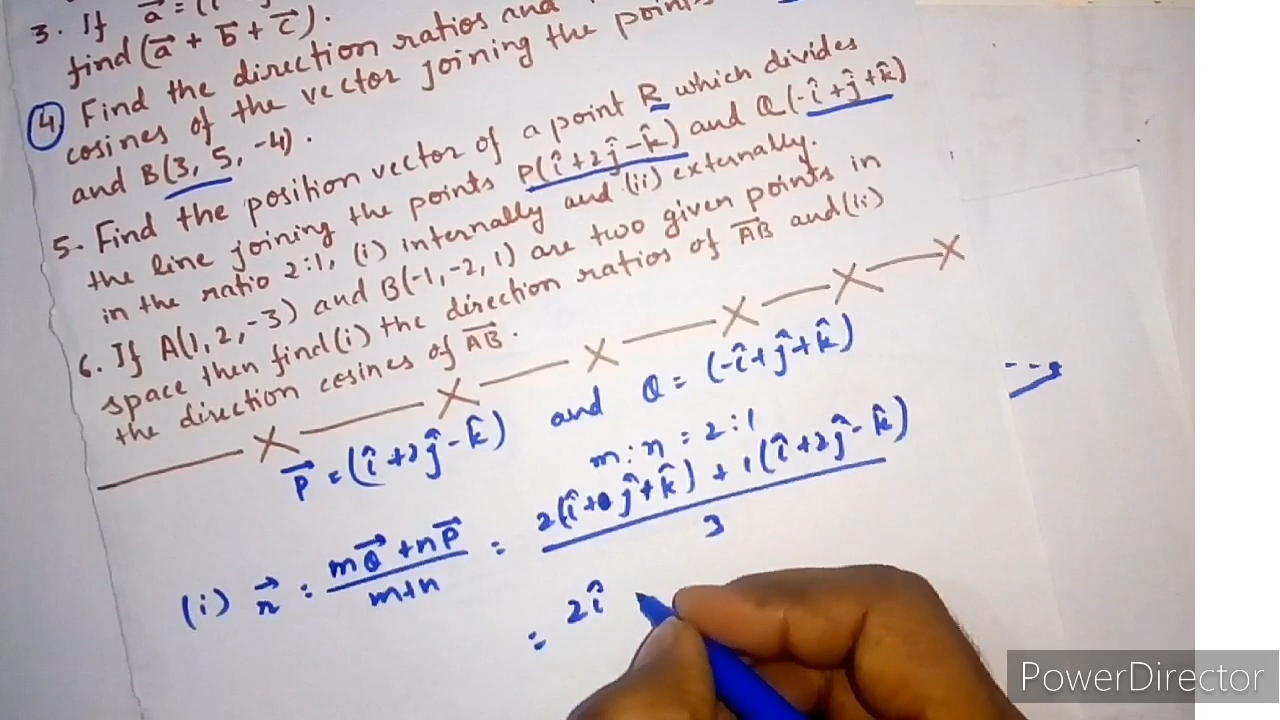 3. If a⃗ = (i
find (a⃗ + b⃗ + c⃗).
④ Find the direction ratios and
cosines of the vector joining the points
and B(3, 5, -4).
5. Find the position vector of a point R which divides
the line joining the points P(î+2ĵ-k̂) and Q(-î+ĵ+k̂)
in the ratio 2:1, (i) internally and (ii) externally.
6. If A(1, 2, -3) and B(-1, -2, 1) are two given points in
space then find (i) the direction ratios of AB⃗ and (ii)
the direction cosines of AB⃗.
P⃗ = (î+2ĵ-k̂) and Q = (-î+ĵ+k̂)
m:n = 2:1
(i) r⃗ = (mQ⃗ + nP⃗)/(m+n) = (2(î+ĵ+k̂) + 1(î+2ĵ-k̂))/3
= 2î
PowerDirector